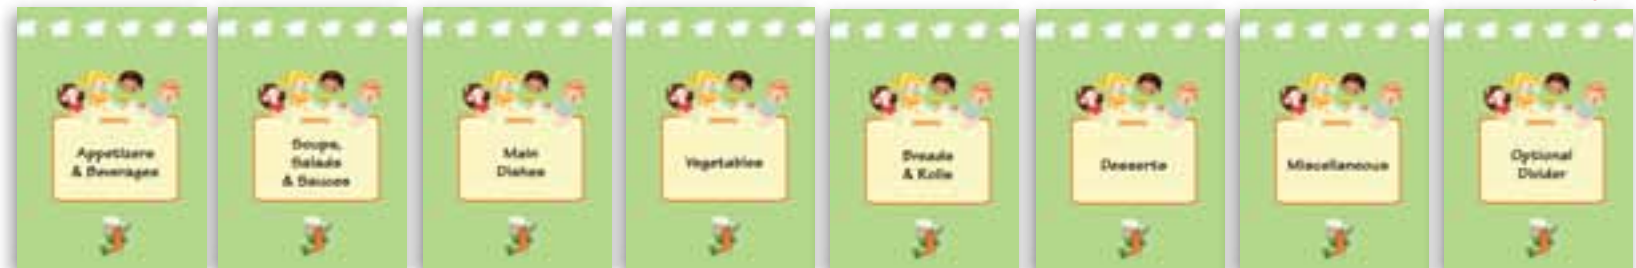 Appetizers
& Beverages
Soups,
Salads
& Sauces
Main
Dishes
Vegetables
Breads
& Rolls
Desserts
Miscellaneous
Optional
Divider